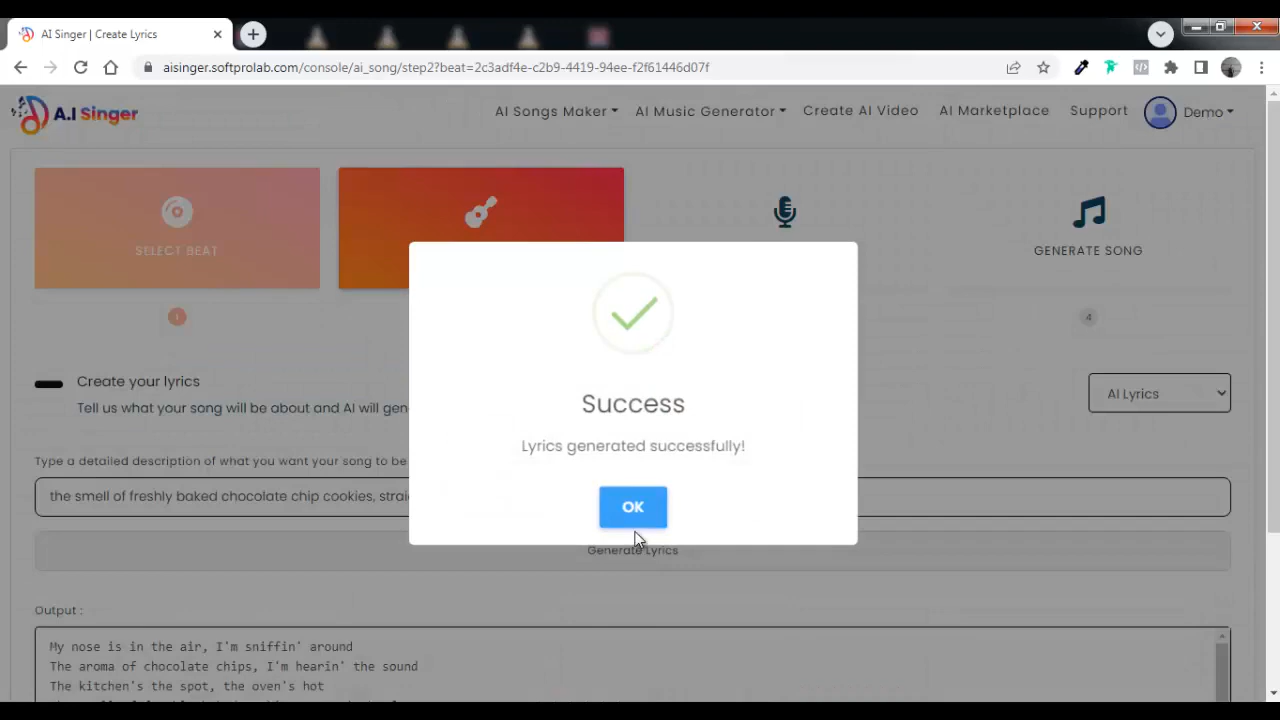 AI Singer | Create Lyrics
aisinger.softprolab.com/console/ai_song/step2?beat=2c3adf4e-c2b9-4419-94ee-f2f61446d07f
A.I Singer
AI Songs Maker
AI Music Generator
Create AI Video
AI Marketplace
Support
Demo
SELECT BEAT
GENERATE SONG
1
4
Create your lyrics
Tell us what your song will be about and AI will gen
AI Lyrics
Success
Lyrics generated successfully!
OK
Type a detailed description of what you want your song to be
the smell of freshly baked chocolate chip cookies, strai
Generate Lyrics
Output :
My nose is in the air, I'm sniffin' around
The aroma of chocolate chips, I'm hearin' the sound
The kitchen's the spot, the oven's hot